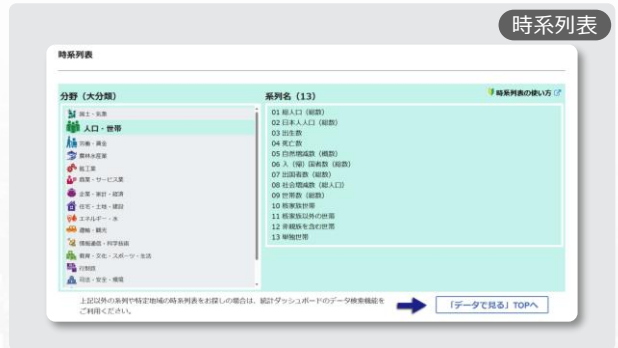 時系列表
時系列表
分野（大分類）
国土・気象
人口・世帯
労働・賃金
農林水産業
鉱工業
商業・サービス業
企業・家計・経済
住宅・土地・建設
エネルギー・水
運輸・観光
情報通信・科学技術
教育・文化・スポーツ・生活
行財政
司法・安全・環境
系列名（13）
時系列表の使い方
01 総人口（総数）
02 日本人人口（総数）
03 出生数
04 死亡数
05 自然増減数（総数）
06 入（帰）国者数（総数）
07 出国者数（総数）
08 社会増減数（総人口）
09 世帯数（総数）
10 核家族世帯
11 核家族以外の世帯
12 非親族を含む世帯
13 単独世帯
上記以外の系列や特定地域の時系列表をお探しの場合は、統計ダッシュボードのデータ検索機能を
ご利用ください。
「データで見る」TOPへ